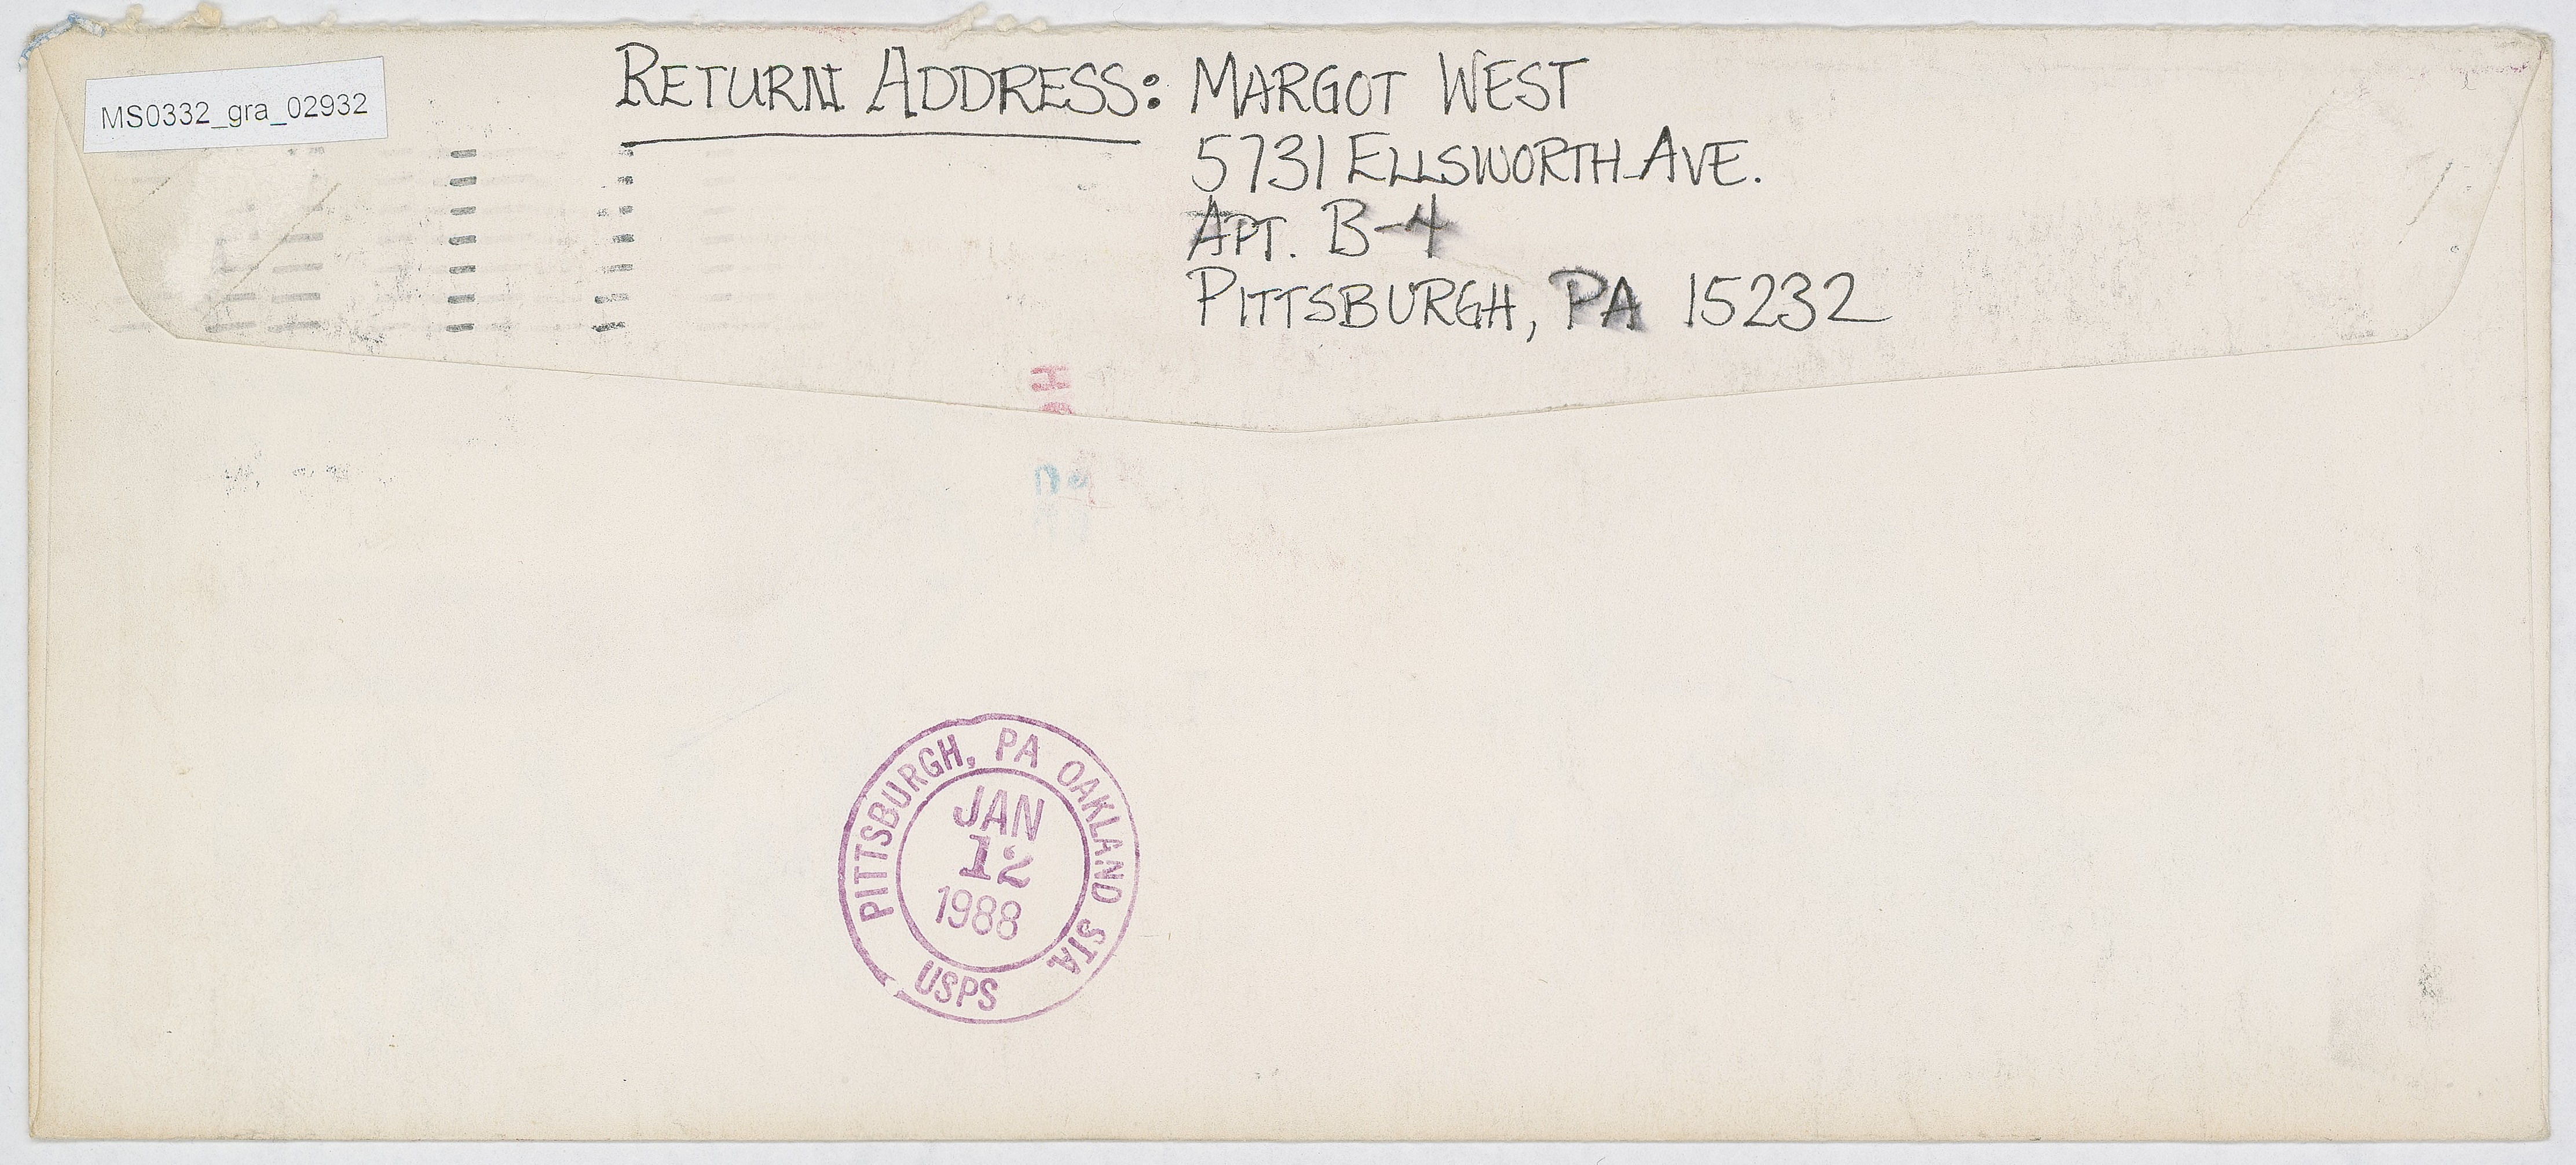 MS0332_gra_02932
RETURN ADDRESS: MARGOT WEST
5731 ELLSWORTH AVE.
APT. B-4
PITTSBURGH, PA 15232
PITTSBURGH, PA OAKLAND STA
JAN
12
1988
USPS